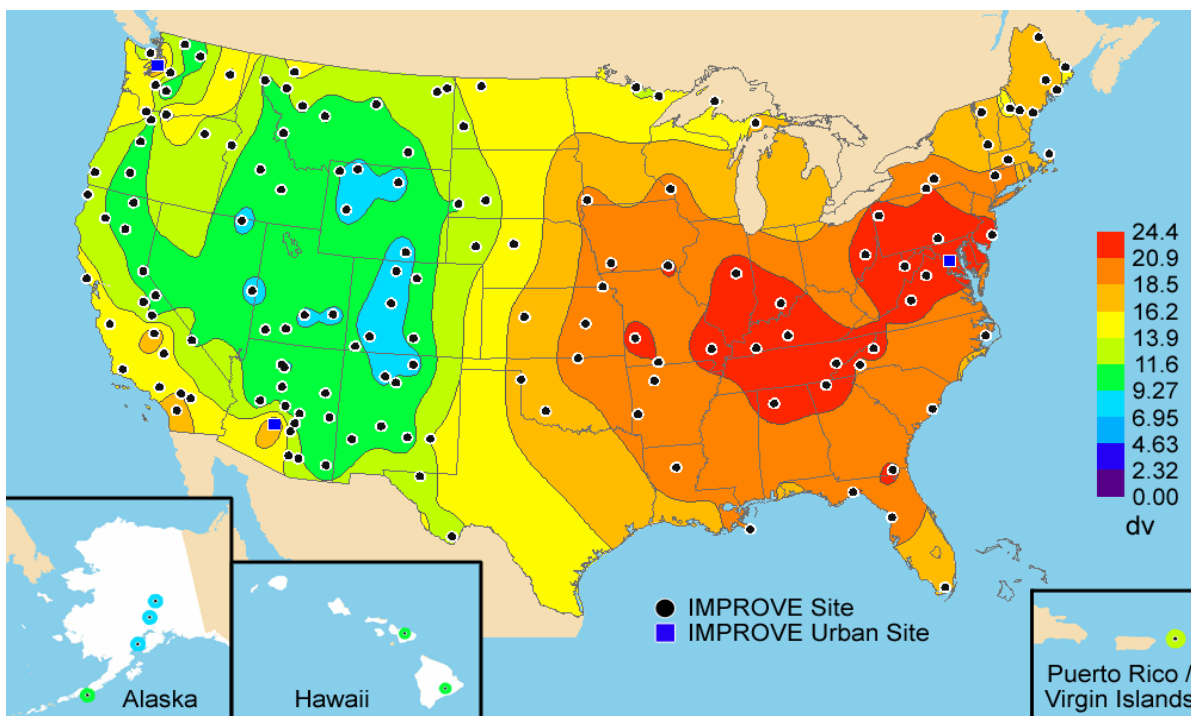 24.4
20.9
18.5
16.2
13.9
11.6
9.27
6.95
4.63
2.32
0.00
dv
IMPROVE Site
IMPROVE Urban Site
Alaska
Hawaii
Puerto Rico /
Virgin Islands